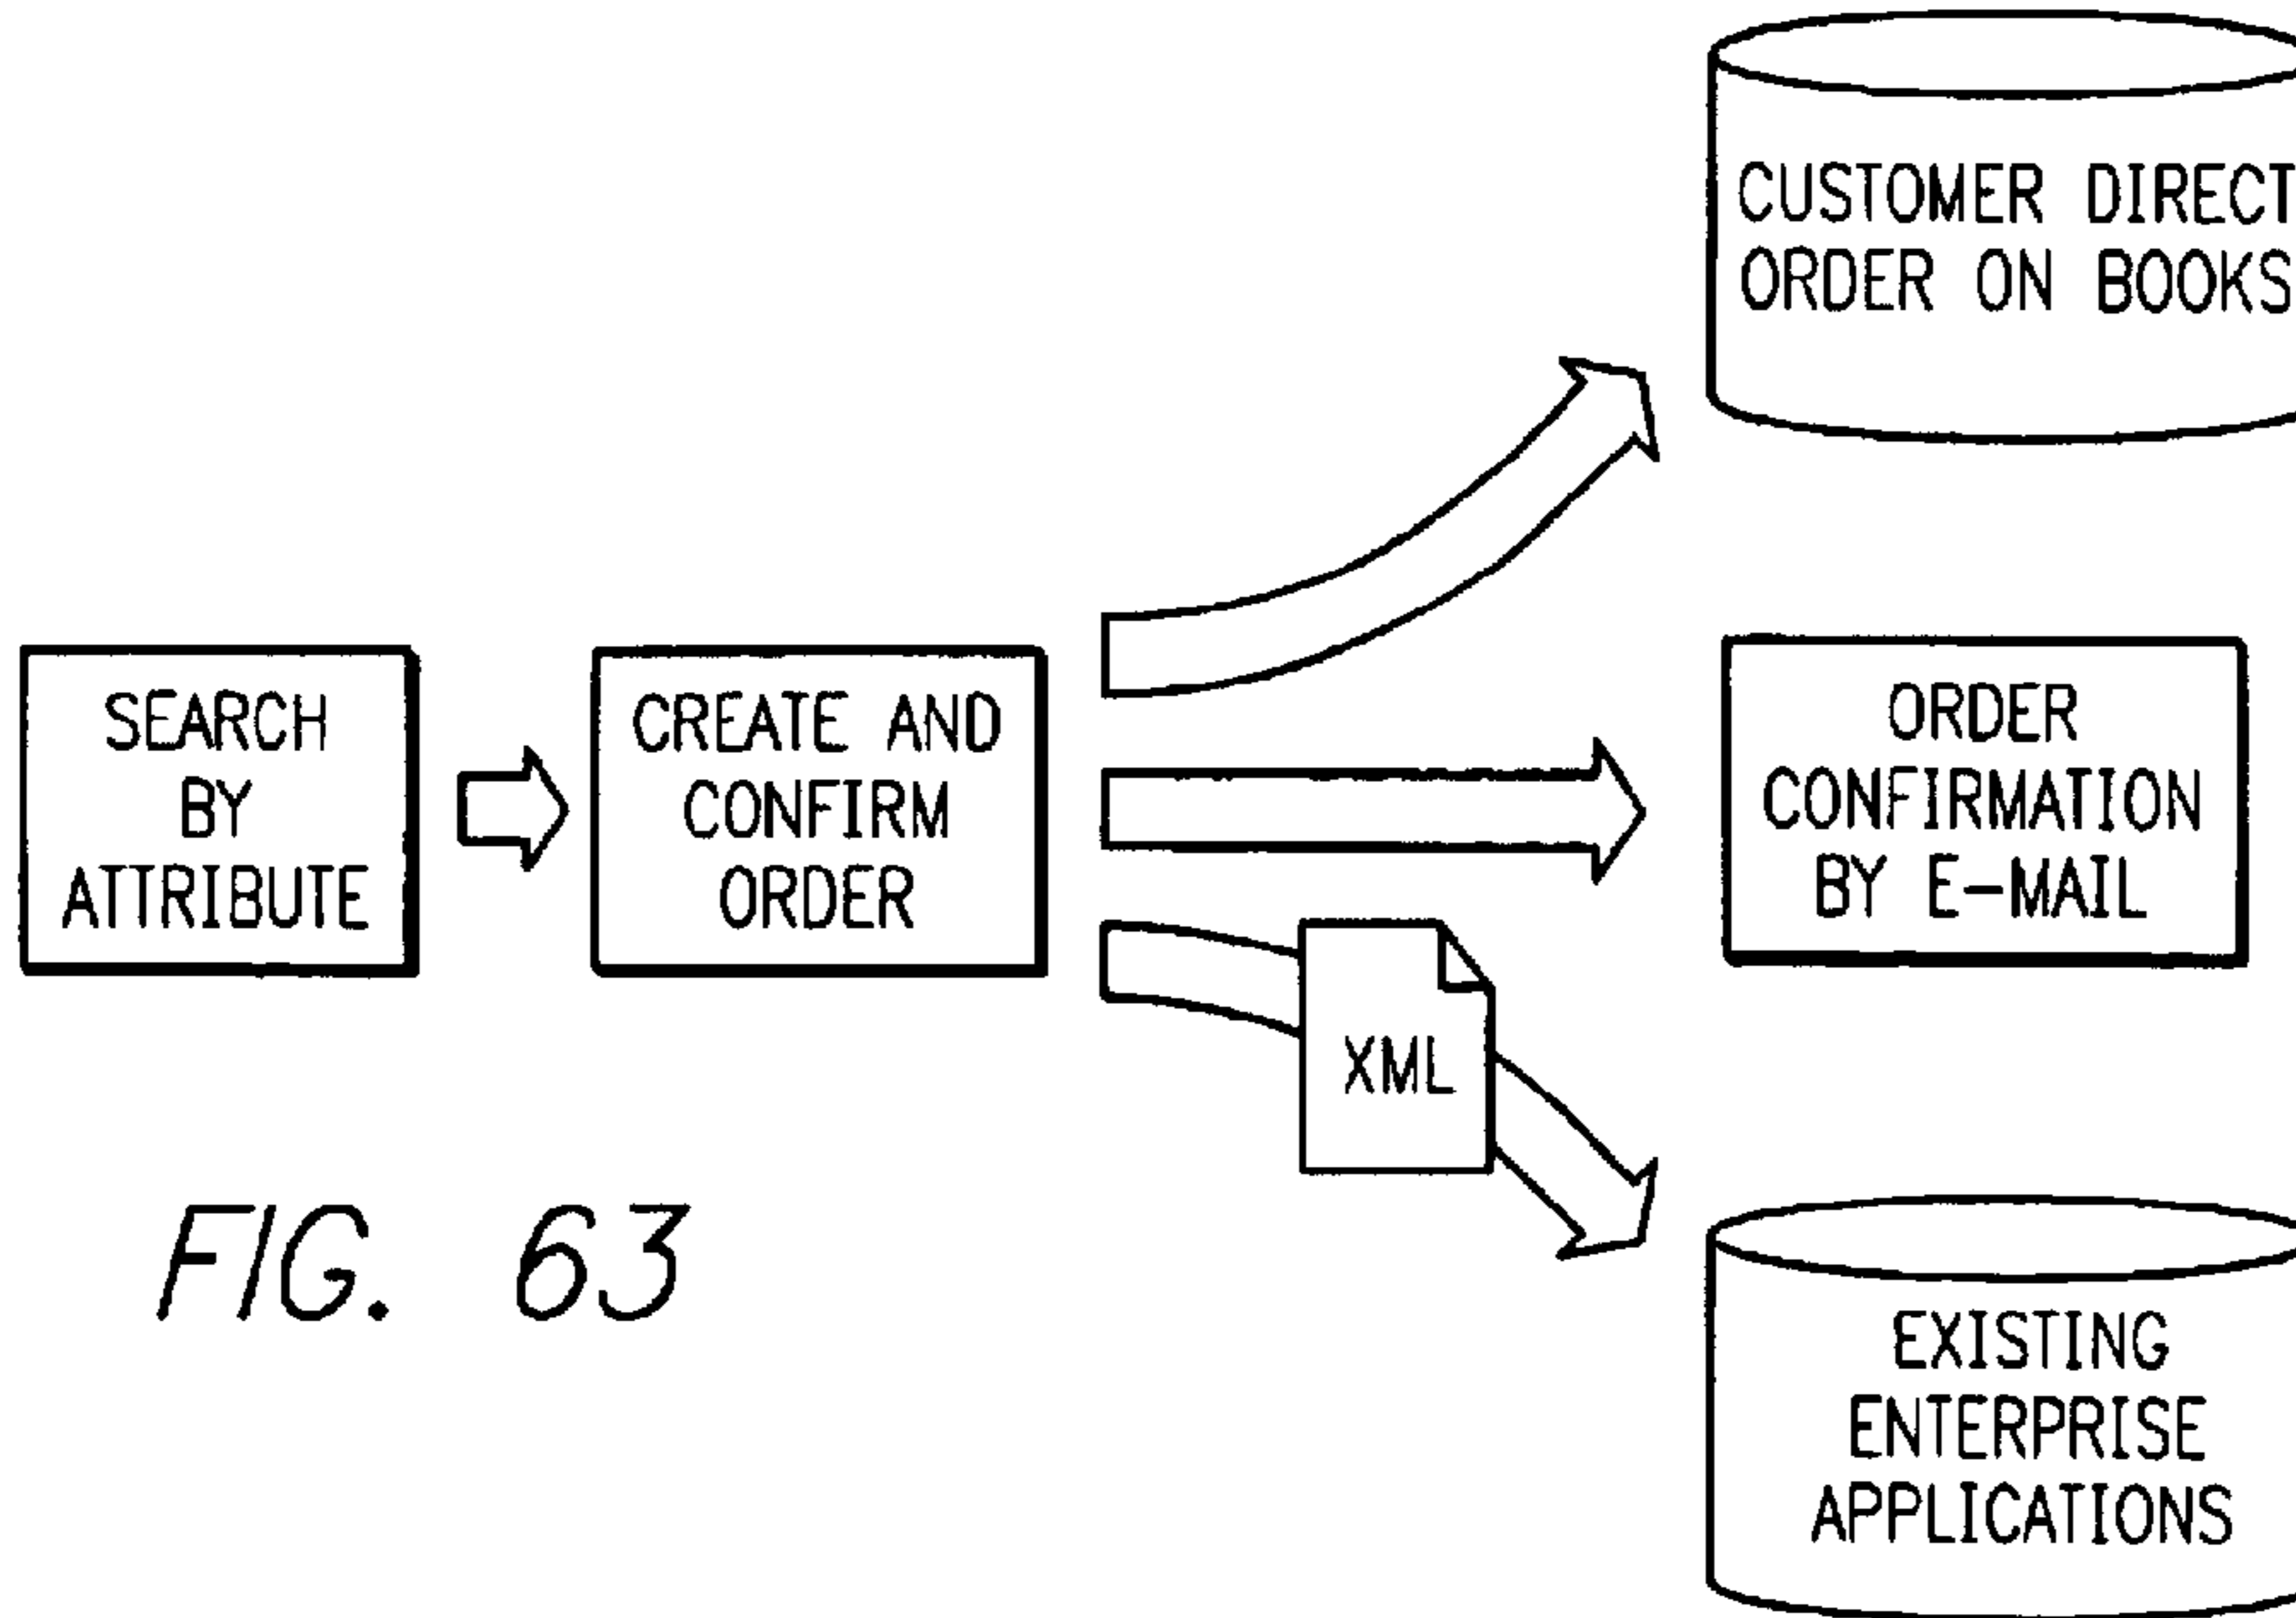 CUSTOMER DIRECT
ORDER ON BOOKS
SEARCH
BY
ATTRIBUTE
CREATE AND
CONFIRM
ORDER
ORDER
CONFIRMATION
BY E-MAIL
XML
EXISTING
ENTERPRISE
APPLICATIONS
FIG. 63